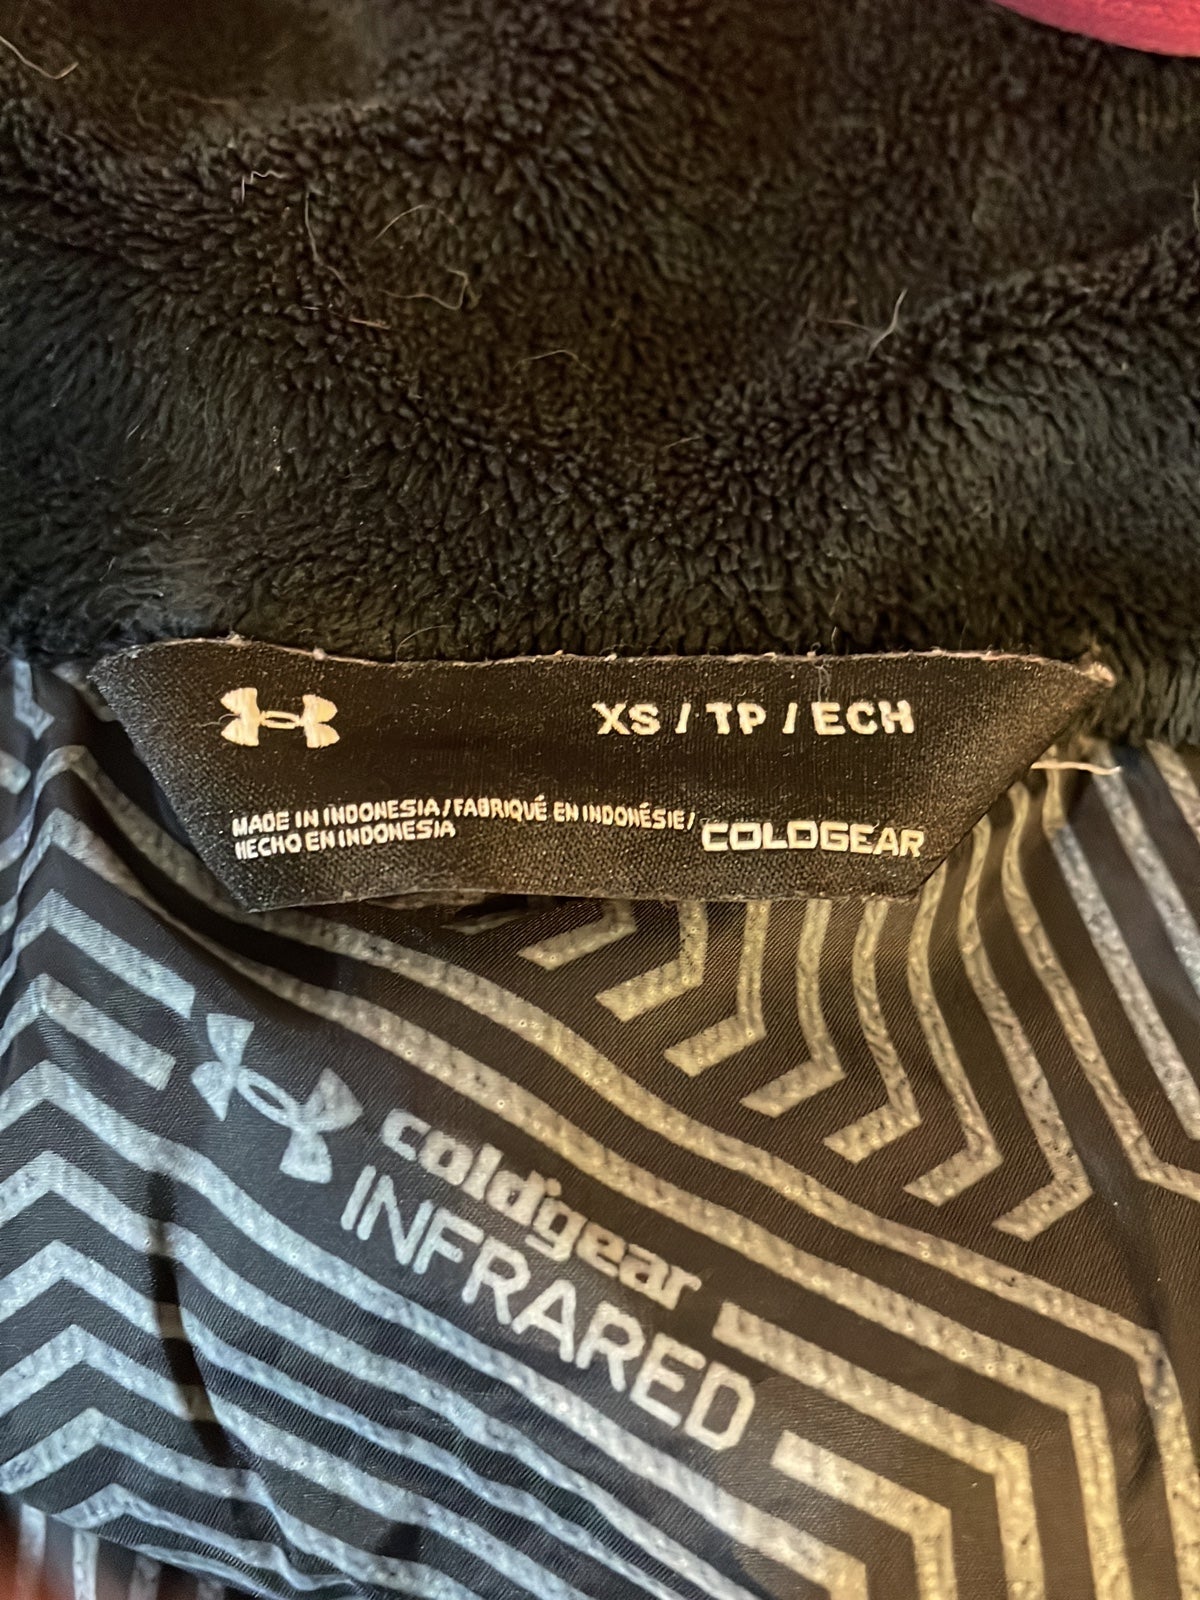 XS / TP / ECH
MADE IN INDONESIA / FABRIQUÉ EN INDONÉSIE /
HECHO EN INDONESIA
COLDGEAR
coldgear
INFRARED